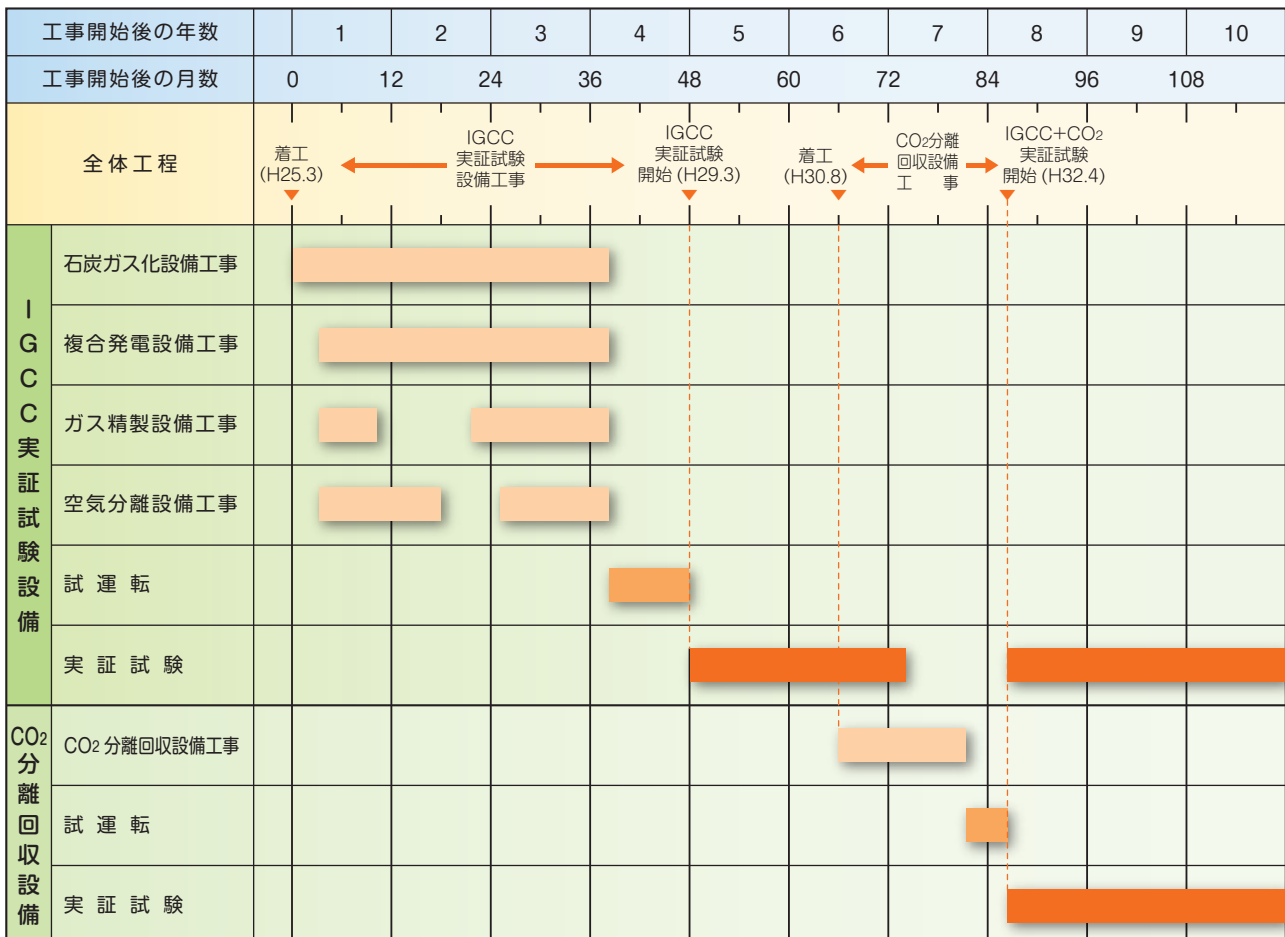 工事開始後の年数 1 2 3 4 5 6 7 8 9 10
工事開始後の月数 0 12 24 36 48 60 72 84 96 108
全体工程
着工
(H25.3)
IGCC
実証試験
設備工事
IGCC
実証試験
開始(H29.3)
着工
(H30.8)
CO2分離
回収設備
工事
IGCC+CO2
実証試験
開始(H32.4)
IGCC実証試験設備
石炭ガス化設備工事
複合発電設備工事
ガス精製設備工事
空気分離設備工事
試運転
実証試験
CO2分離回収設備
CO2分離回収設備工事
試運転
実証試験